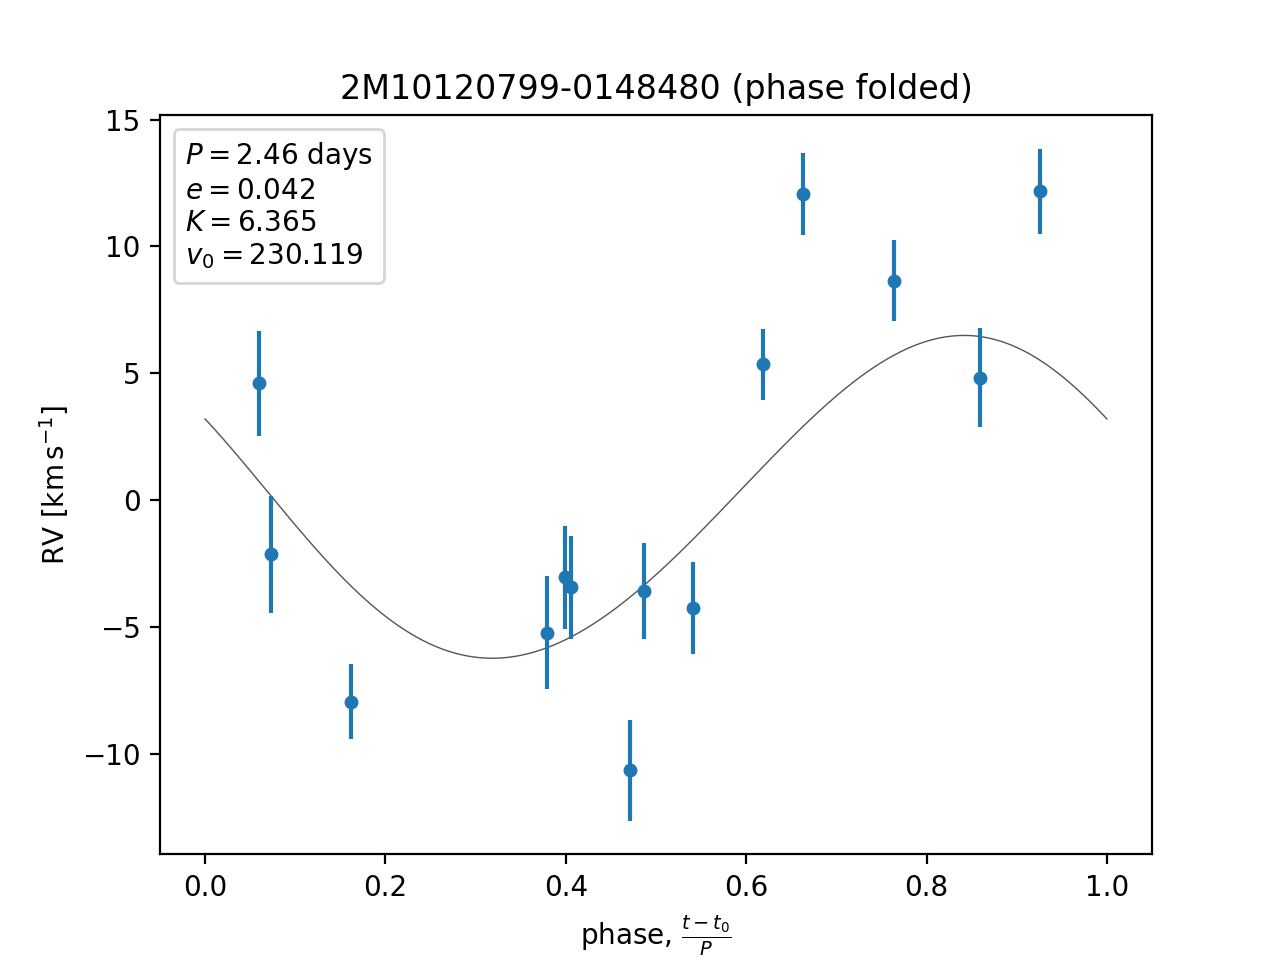 2M10120799-0148480 (phase folded)
P = 2.46 days
e = 0.042
K = 6.365
v₀ = 230.119
15
10
5
0
−5
−10
RV [km s⁻¹]
0.0 0.2 0.4 0.6 0.8 1.0
phase, (t − t₀)/P